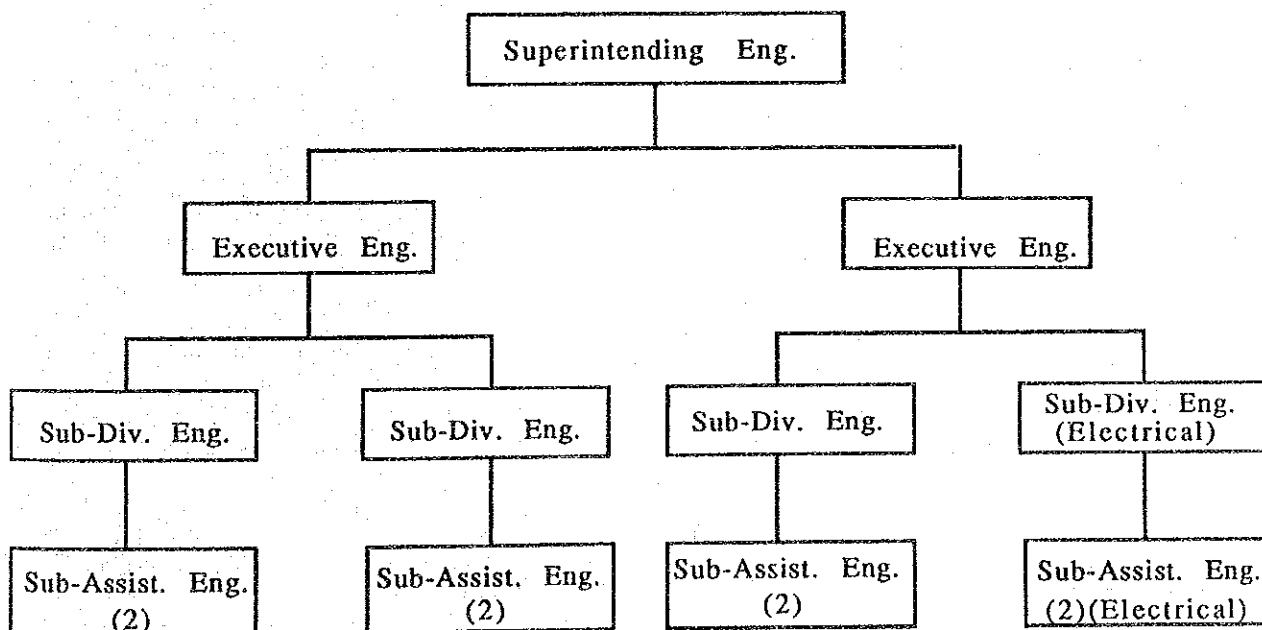 Superintending Eng.
Executive Eng.
Executive Eng.
Sub-Div. Eng.
Sub-Div. Eng.
Sub-Div. Eng.
Sub-Div. Eng.
(Electrical)
Sub-Assist. Eng.
(2)
Sub-Assist. Eng.
(2)
Sub-Assist. Eng.
(2)
Sub-Assist. Eng.
(2)(Electrical)